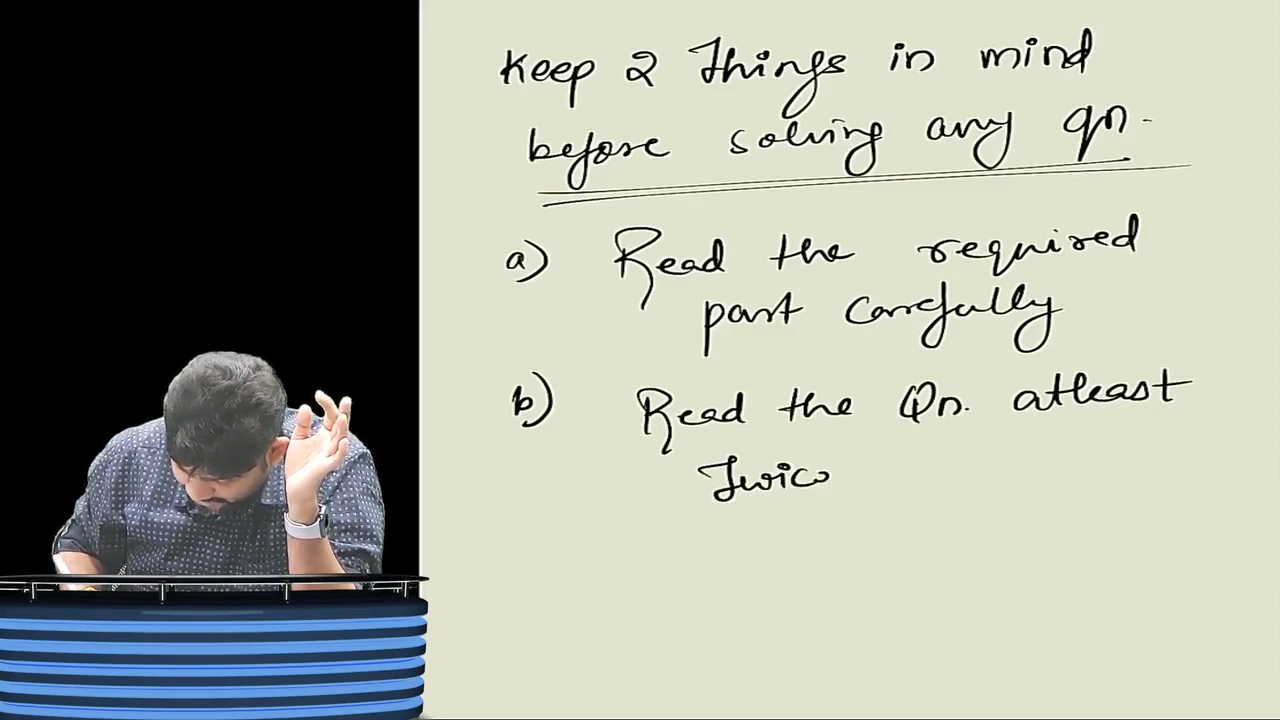 Keep 2 Things in mind
before solving any qn.
a) Read the required
part carefully
b) Read the Qn. atleast
Twice